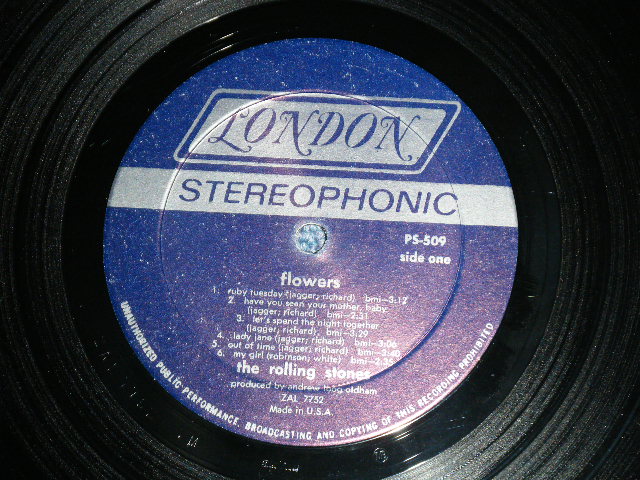 LONDON
STEREOPHONIC
PS-509
side one
flowers
1. ruby tuesday (jagger; richard) bmi—3:12
2. have you seen your mother, baby
(jagger; richard) bmi—2:31
3. let's spend the night together
(jagger; richard) bmi—3:29
4. lady jane (jagger; richard) bmi—3:06
5. out of time (jagger; richard) bmi—3:40
6. my girl (robinson; white) bmi—2:35
the rolling stones
produced by andrew loog oldham
ZAL 7752
Made in U.S.A.
UNAUTHORIZED PUBLIC PERFORMANCE, BROADCASTING AND COPYING OF THIS RECORDING PROHIBITED